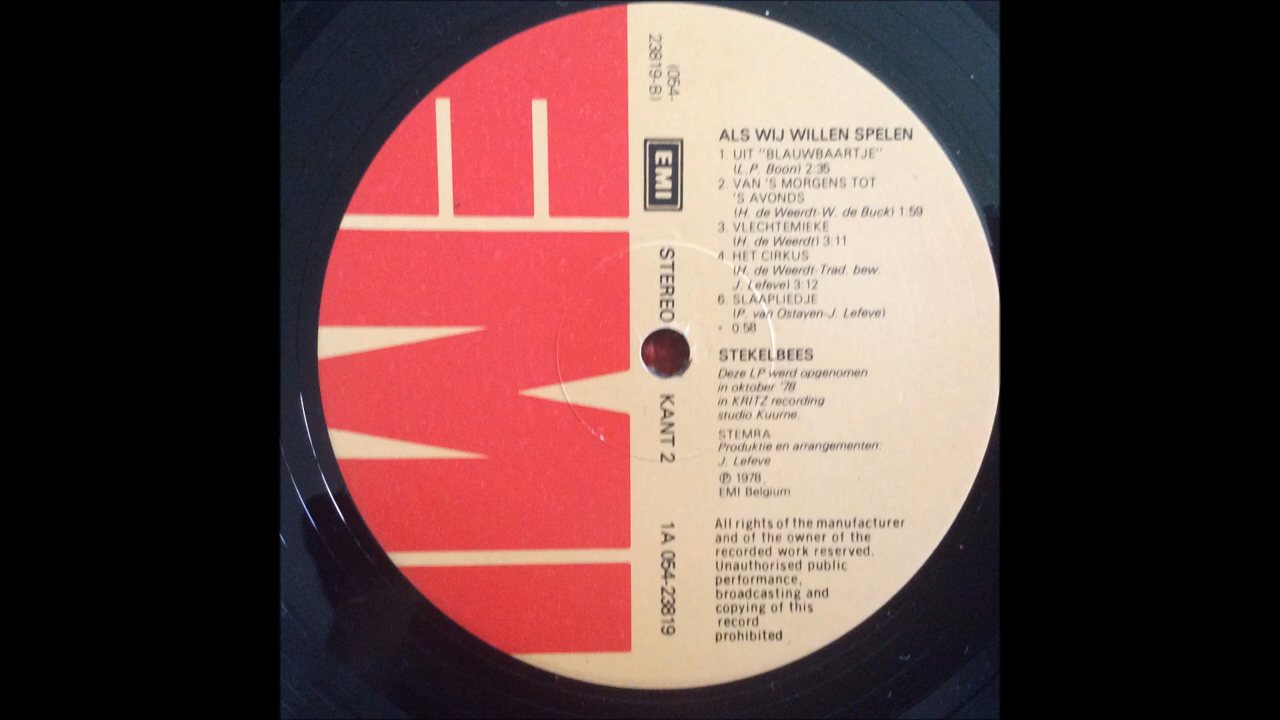 (054-
23819-B)
EMI
STEREO KANT 2 1A 054-23819
ALS WIJ WILLEN SPELEN
1. UIT "BLAUWBAARTJE"
(L.P. Boon) 2:35
2. VAN 'S MORGENS TOT
'S AVONDS
(H. de Weerdt-W. de Buck) 1:59
3. VLECHTEMIEKE
(H. de Weerdt) 3:11
4. HET CIRKUS
(H. de Weerdt-Trad. bew.
J. Lefeve) 3:12
6. SLAAPLIEDJE
(P. van Ostayen-J. Lefeve)
• 0:58
STEKELBEES
Deze LP werd opgenomen
in oktober '78
in KRITZ recording
studio Kuurne.
STEMRA
Produktie en arrangementen:
J. Lefeve
℗ 1978
EMI Belgium
All rights of the manufacturer
and of the owner of the
recorded work reserved.
Unauthorised public
performance,
broadcasting and
copying of this
record
prohibited
EMI